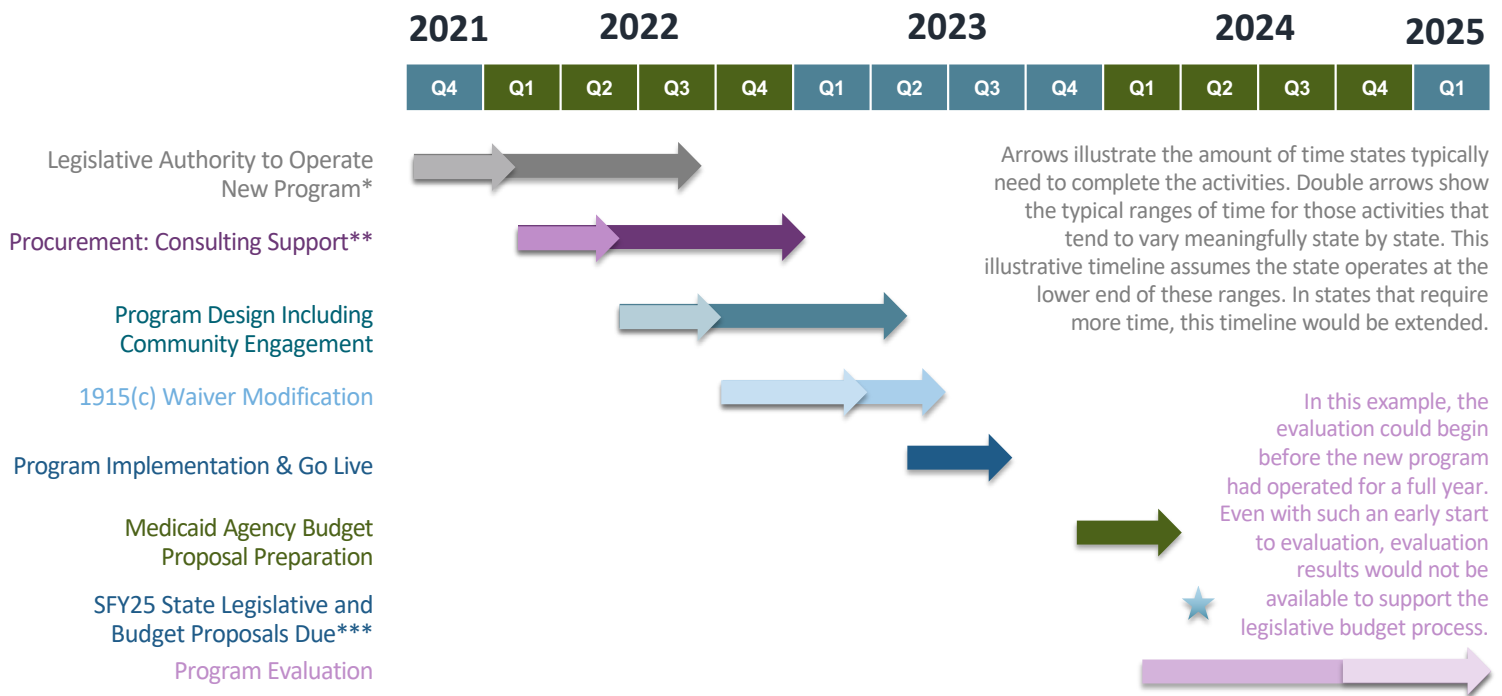 2021 2022 2023 2024 2025
Q4 Q1 Q2 Q3 Q4 Q1 Q2 Q3 Q4 Q1 Q2 Q3 Q4 Q1
Legislative Authority to Operate
New Program*
Procurement: Consulting Support**
Program Design Including
Community Engagement
1915(c) Waiver Modification
Program Implementation & Go Live
Medicaid Agency Budget
Proposal Preparation
SFY25 State Legislative and
Budget Proposals Due***
Program Evaluation
Arrows illustrate the amount of time states typically
need to complete the activities. Double arrows show
the typical ranges of time for those activities that
tend to vary meaningfully state by state. This
illustrative timeline assumes the state operates at the
lower end of these ranges. In states that require
more time, this timeline would be extended.
In this example, the
evaluation could begin
before the new program
had operated for a full year.
Even with such an early start
to evaluation, evaluation
results would not be
available to support the
legislative budget process.